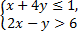 x + 4y ≤ 1,
2x − y > 6